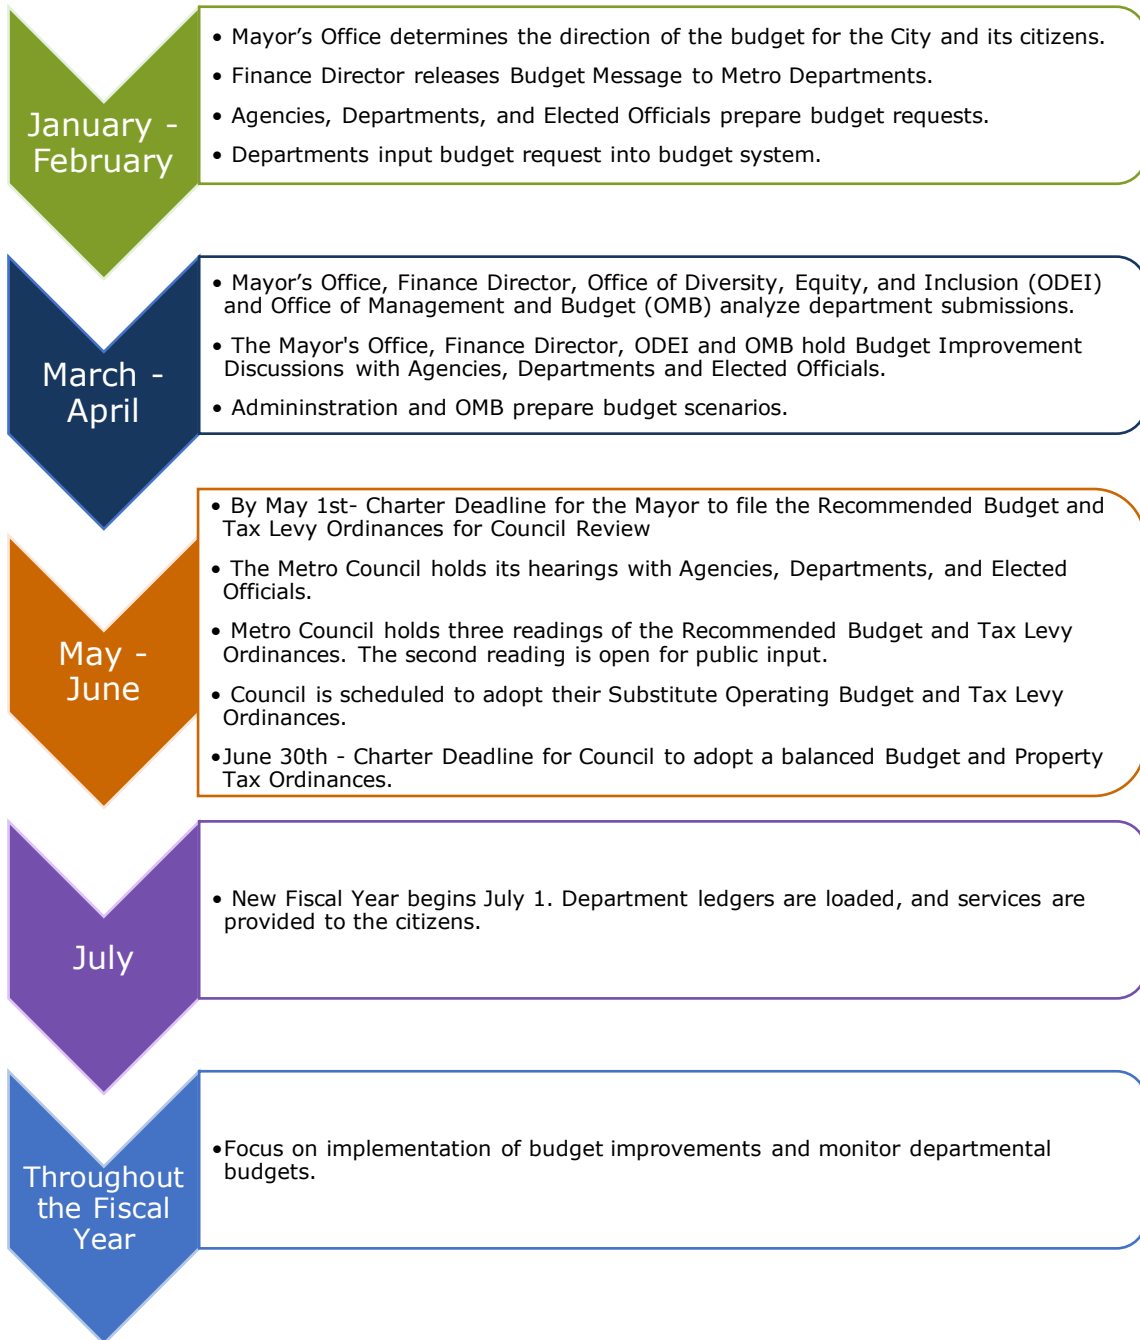 January -
February
• Mayor’s Office determines the direction of the budget for the City and its citizens.
• Finance Director releases Budget Message to Metro Departments.
• Agencies, Departments, and Elected Officials prepare budget requests.
• Departments input budget request into budget system.
March -
April
• Mayor’s Office, Finance Director, Office of Diversity, Equity, and Inclusion (ODEI)
and Office of Management and Budget (OMB) analyze department submissions.
• The Mayor's Office, Finance Director, ODEI and OMB hold Budget Improvement
Discussions with Agencies, Departments and Elected Officials.
• Admininstration and OMB prepare budget scenarios.
May -
June
• By May 1st- Charter Deadline for the Mayor to file the Recommended Budget and
Tax Levy Ordinances for Council Review
• The Metro Council holds its hearings with Agencies, Departments, and Elected
Officials.
• Metro Council holds three readings of the Recommended Budget and Tax Levy
Ordinances. The second reading is open for public input.
• Council is scheduled to adopt their Substitute Operating Budget and Tax Levy
Ordinances.
•June 30th - Charter Deadline for Council to adopt a balanced Budget and Property
Tax Ordinances.
July
• New Fiscal Year begins July 1. Department ledgers are loaded, and services are
provided to the citizens.
Throughout
the Fiscal
Year
•Focus on implementation of budget improvements and monitor departmental
budgets.